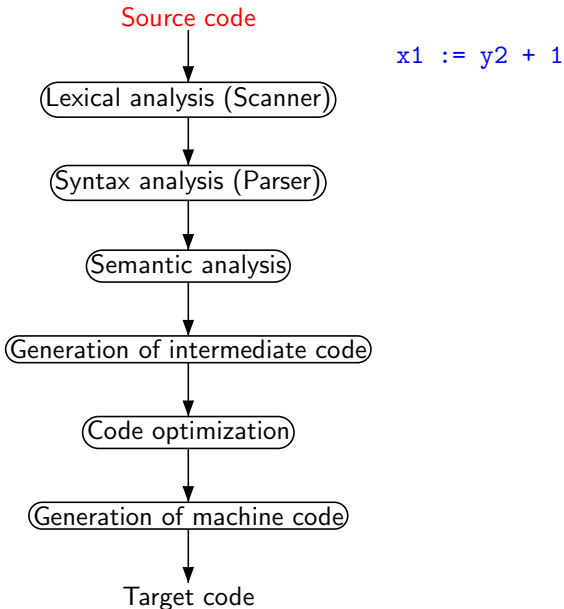 Source code
x1 := y2 + 1
Lexical analysis (Scanner)
Syntax analysis (Parser)
Semantic analysis
Generation of intermediate code
Code optimization
Generation of machine code
Target code